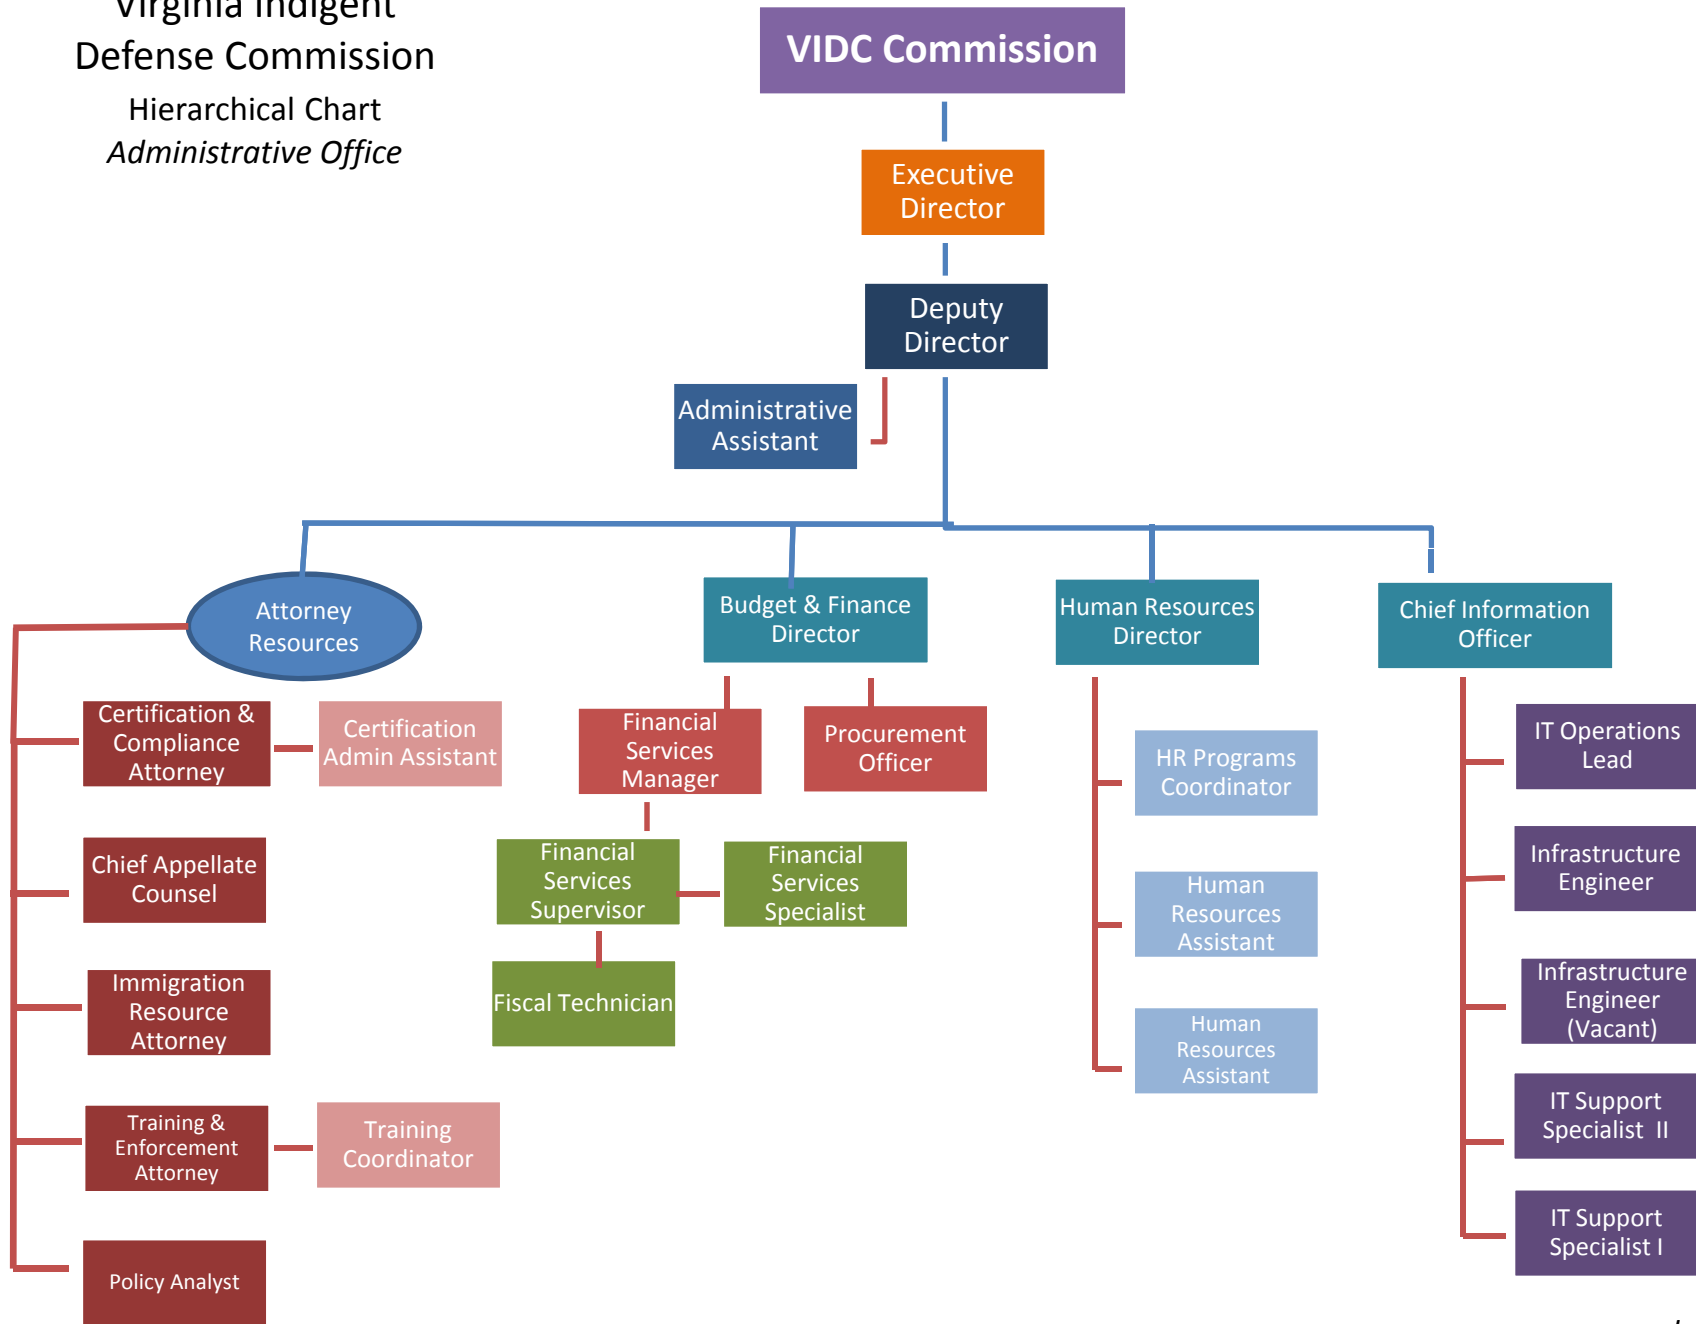 Virginia Indigent
Defense Commission
Hierarchical Chart
Administrative Office
VIDC Commission
Executive
Director
Deputy
Director
Administrative
Assistant
Attorney
Resources
Budget & Finance
Director
Human Resources
Director
Chief Information
Officer
Certification &
Compliance
Attorney
Certification
Admin Assistant
Chief Appellate
Counsel
Immigration
Resource
Attorney
Training &
Enforcement
Attorney
Training
Coordinator
Policy Analyst
Financial
Services
Manager
Procurement
Officer
Financial
Services
Supervisor
Financial
Services
Specialist
Fiscal Technician
HR Programs
Coordinator
Human
Resources
Assistant
Human
Resources
Assistant
IT Operations
Lead
Infrastructure
Engineer
Infrastructure
Engineer
(Vacant)
IT Support
Specialist II
IT Support
Specialist I